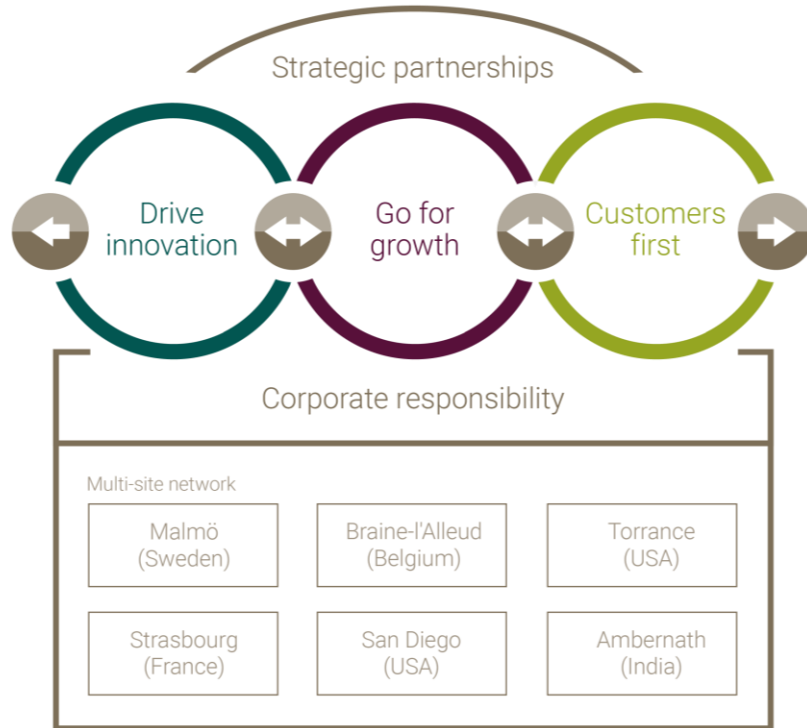 Strategic partnerships
Drive
innovation
Go for
growth
Customers
first
Corporate responsibility
Multi-site network
Malmö
(Sweden)
Braine-l'Alleud
(Belgium)
Torrance
(USA)
Strasbourg
(France)
San Diego
(USA)
Ambernath
(India)